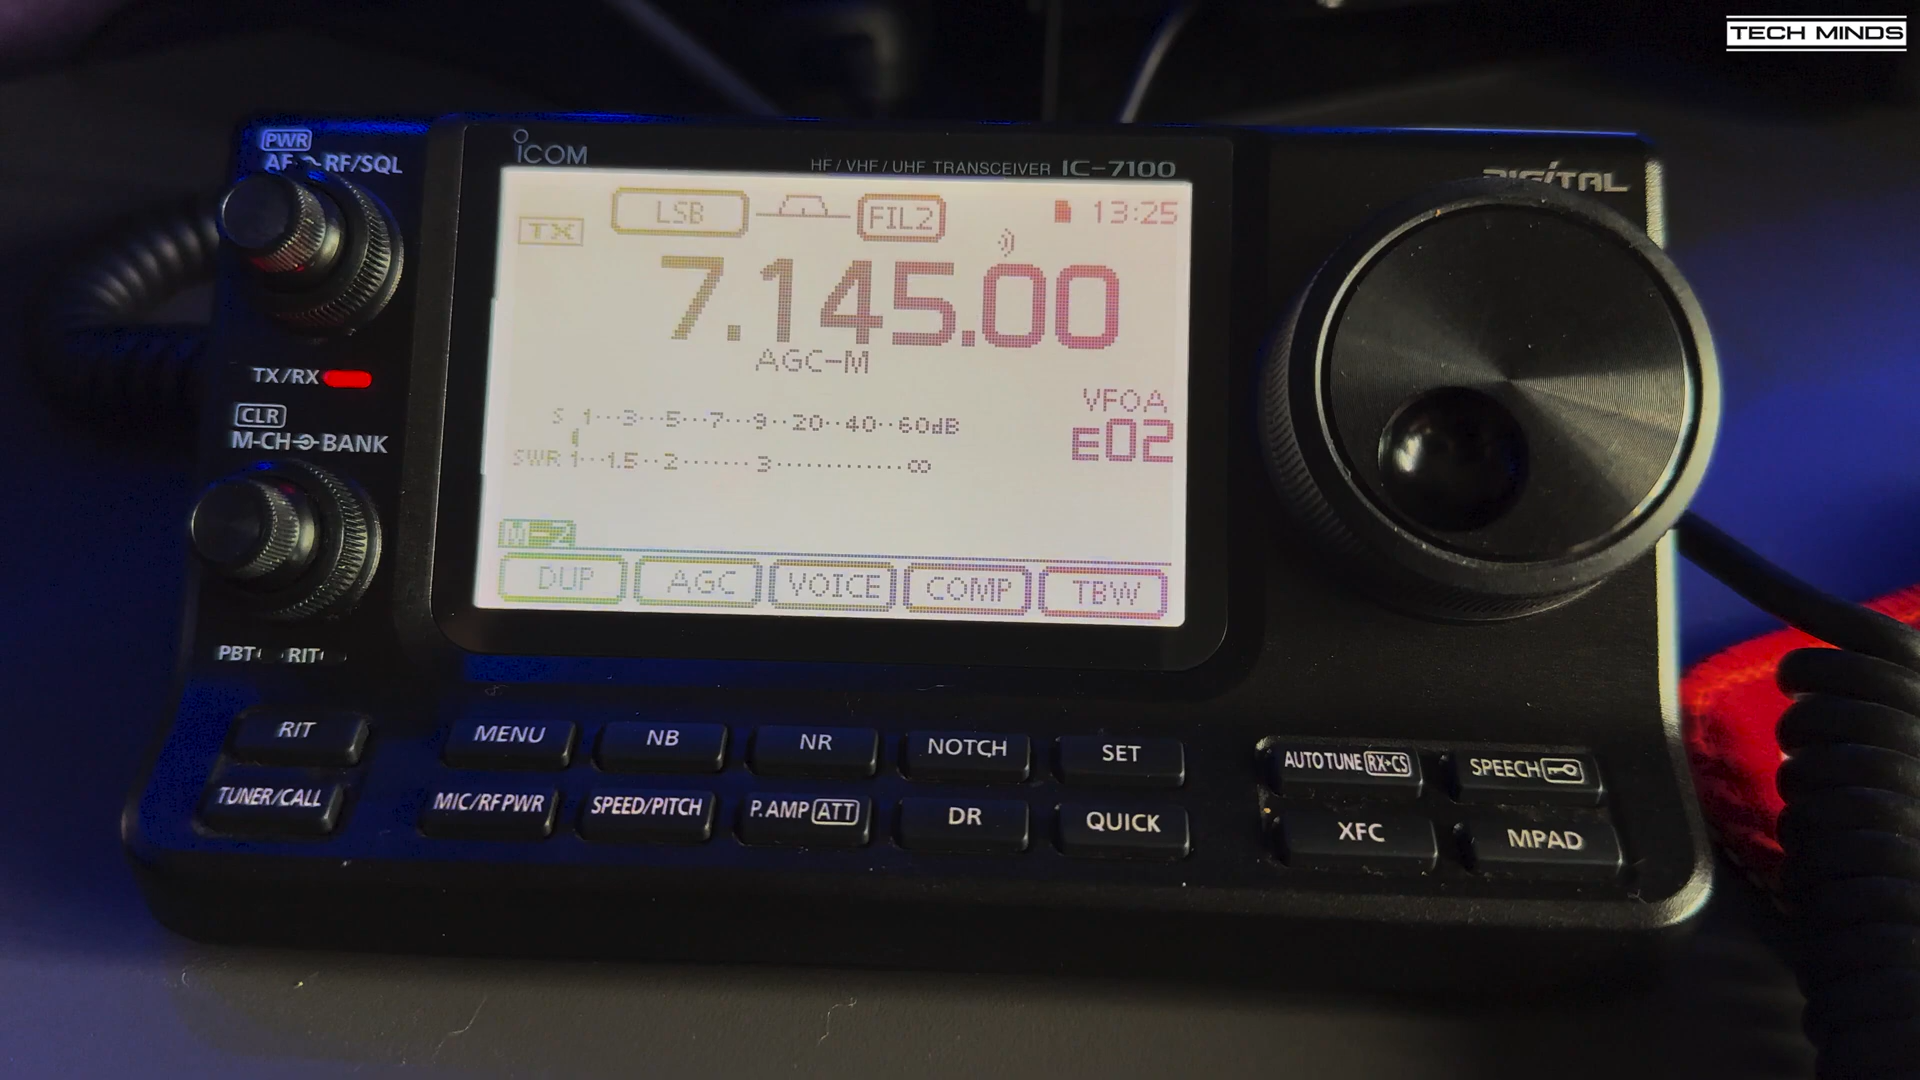 TECH MINDS
PWR
AF RF/SQL
ICOM
HF/VHF/UHF TRANSCEIVER IC-7100
DIGITAL
TX
LSB
FIL2
13:25
7.145.00
AGC-M
TX/RX
CLR
M-CH BANK
S 1···3··5···7···9··20··40··60dB
SWR 1···1.5··2·······3···········∞
VFOA
E02
M-2
DUP AGC VOICE COMP TBW
PBT RIT
RIT MENU NB NR NOTCH SET AUTOTUNE RX>CS SPEECH
TUNER/CALL MIC/RF PWR SPEED/PITCH P.AMP ATT DR QUICK XFC MPAD